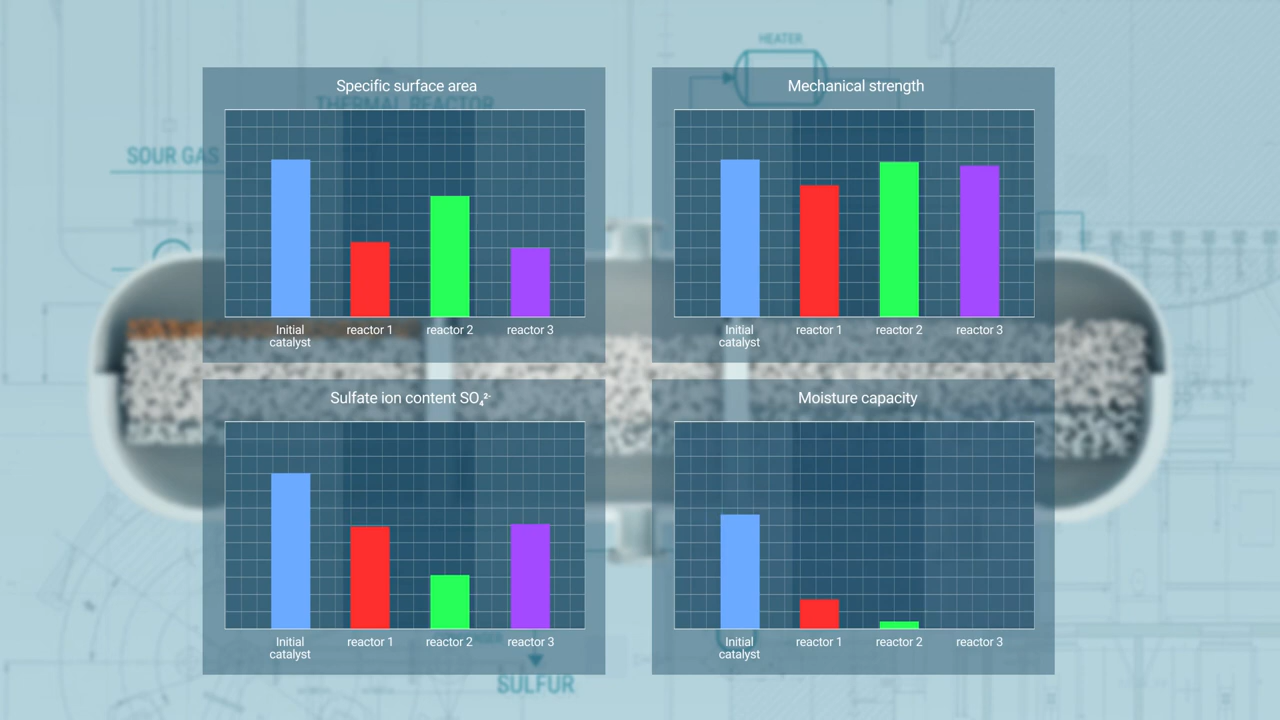 HEATER
Specific surface area
THERMAL REACTOR
SOUR GAS
Initial
catalyst
reactor 1
reactor 2
reactor 3
Mechanical strength
Initial
catalyst
reactor 1
reactor 2
reactor 3
Sulfate ion content SO₄²⁻
Initial
catalyst
reactor 1
reactor 2
reactor 3
Moisture capacity
Initial
catalyst
reactor 1
reactor 2
reactor 3
SULFUR